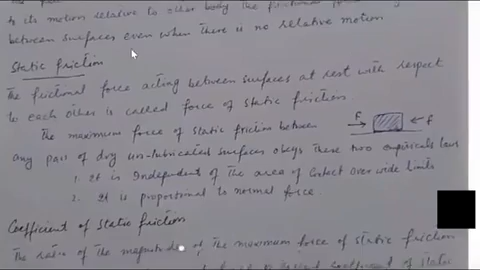 to its motion relative to other body the frictional
between surfaces even when there is no relative motion
Static friction
The frictional force acting between surfaces at rest with respect
to each other is called force of static friction.
The maximum force of static friction between
F f
any pair of dry un-lubricated surfaces obeys these two empirical laws
1. It is independent of the area of contact over wide limits
2. It is proportional to normal force.
Coefficient of Static friction
The ratio of the magnitude of the maximum force of static friction
coefficient of static